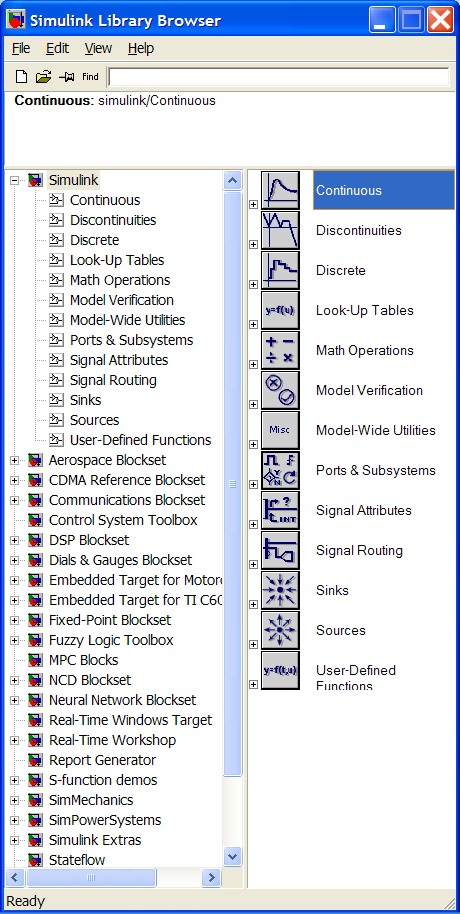 Simulink Library Browser
File Edit View Help
Find
Continuous: simulink/Continuous
Simulink
Continuous
Discontinuities
Discrete
Look-Up Tables
Math Operations
Model Verification
Model-Wide Utilities
Ports & Subsystems
Signal Attributes
Signal Routing
Sinks
Sources
User-Defined Functions
Aerospace Blockset
CDMA Reference Blockset
Communications Blockset
Control System Toolbox
DSP Blockset
Dials & Gauges Blockset
Embedded Target for Motor
Embedded Target for TI C60
Fixed-Point Blockset
Fuzzy Logic Toolbox
MPC Blocks
NCD Blockset
Neural Network Blockset
Real-Time Windows Target
Real-Time Workshop
Report Generator
S-function demos
SimMechanics
SimPowerSystems
Simulink Extras
Stateflow
Continuous
Discontinuities
Discrete
y=f(u) Look-Up Tables
+ − ÷ × Math Operations
Model Verification
Misc Model-Wide Utilities
Y N Ports & Subsystems
? INT Signal Attributes
Signal Routing
Sinks
Sources
y=f(t,u) User-Defined
Functions
Ready